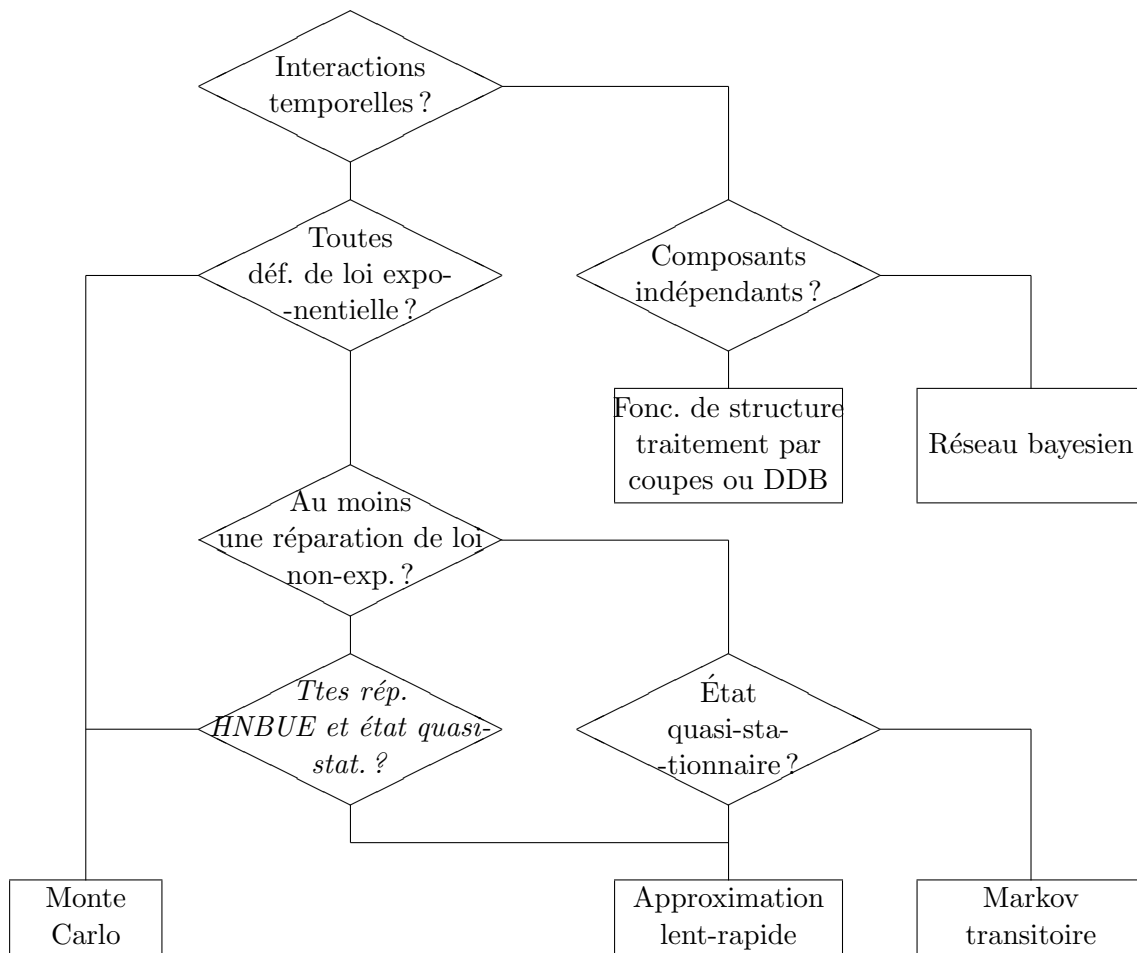 Interactions
temporelles ?
Toutes
déf. de loi expo-
-nentielle ?
Composants
indépendants ?
Fonc. de structure
traitement par
coupes ou DDB
Réseau bayesien
Au moins
une réparation de loi
non-exp. ?
Ttes rép.
HNBUE et état quasi-
stat. ?
État
quasi-sta-
-tionnaire ?
Monte
Carlo
Approximation
lent-rapide
Markov
transitoire